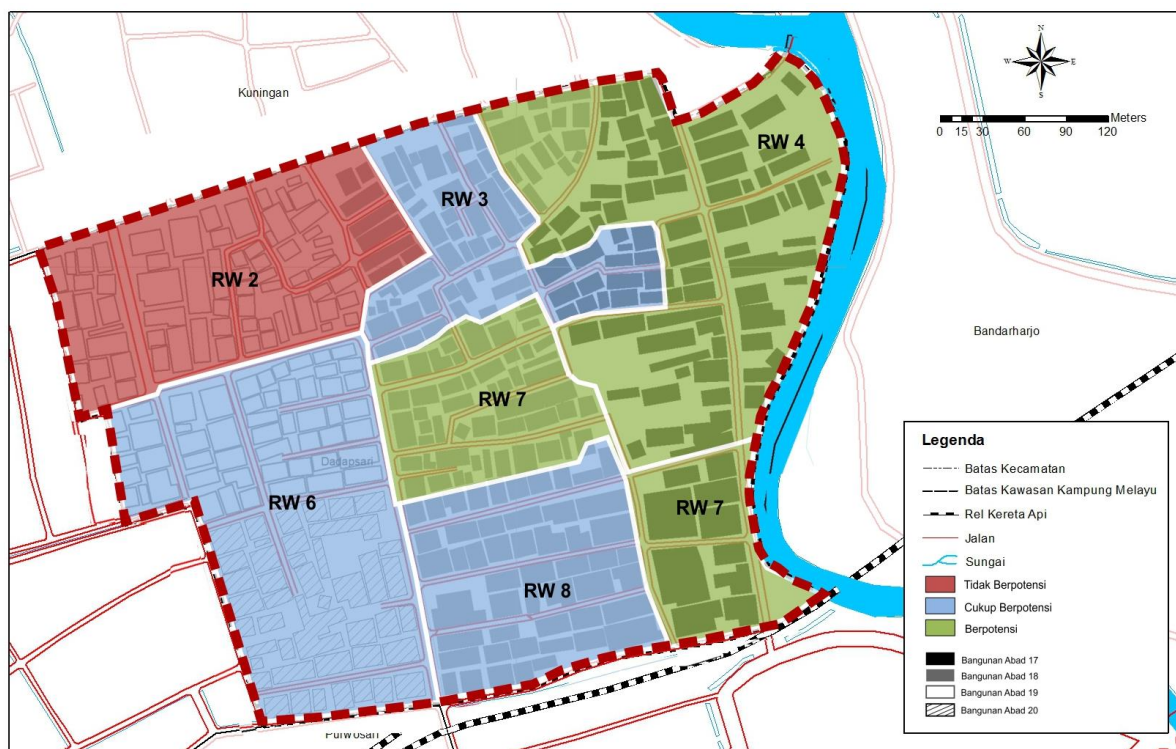 Kuningan
N
W
E
S
Meters
0 15 30 60 90 120
RW 4
RW 3
RW 2
Bandarharjo
RW 7
Dadapsari
RW 6
RW 7
RW 8
Purwosari
Legenda
Batas Kecamatan
Batas Kawasan Kampung Melayu
Rel Kereta Api
Jalan
Sungai
Tidak Berpotensi
Cukup Berpotensi
Berpotensi
Bangunan Abad 17
Bangunan Abad 18
Bangunan Abad 19
Bangunan Abad 20